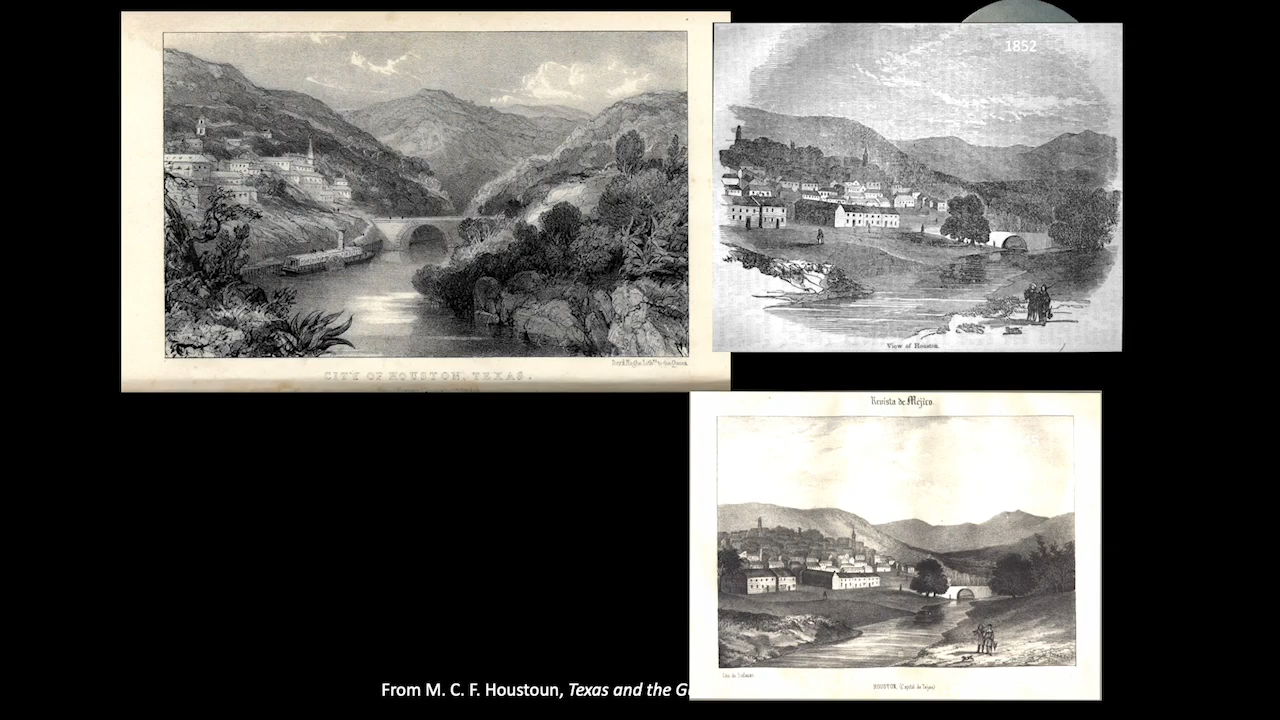 CITY OF HOUSTON, TEXAS.
1852
View of Houston.
Revista de Méjico.
HOUSTON, (Capital de Tejas)
From M. C. F. Houstoun, Texas and the G